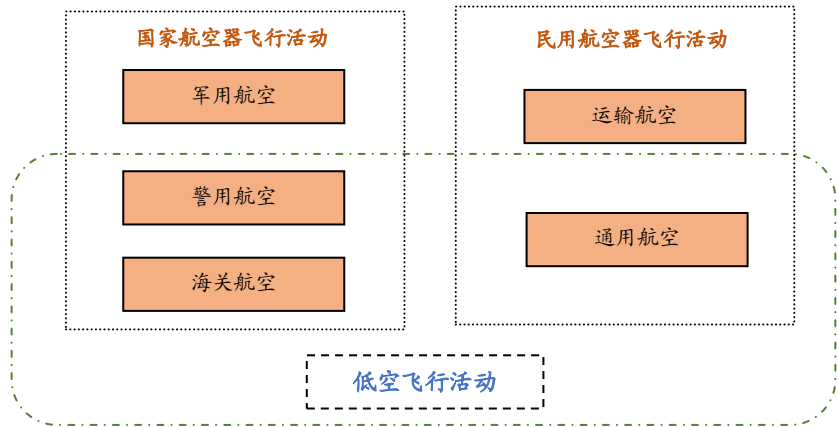 国家航空器飞行活动
军用航空
警用航空
海关航空
民用航空器飞行活动
运输航空
通用航空
低空飞行活动